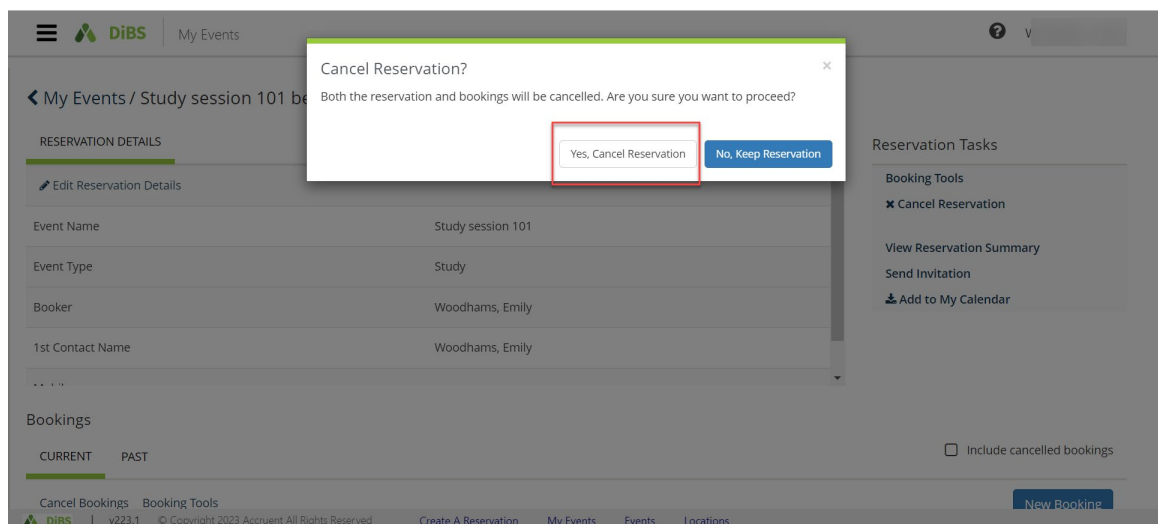 DiBS My Events
Cancel Reservation?
×
Both the reservation and bookings will be cancelled. Are you sure you want to proceed?
Yes, Cancel Reservation No, Keep Reservation
My Events / Study session 101
RESERVATION DETAILS
Edit Reservation Details
Event Name Study session 101
Event Type Study
Booker Woodhams, Emily
1st Contact Name Woodhams, Emily
Reservation Tasks
Booking Tools
Cancel Reservation
View Reservation Summary
Send Invitation
Add to My Calendar
Bookings
CURRENT PAST
Include cancelled bookings
Cancel Bookings Booking Tools New Booking
DiBS | v223.1 © Copyright 2023 Accruent All Rights Reserved Create A Reservation My Events Events Locations